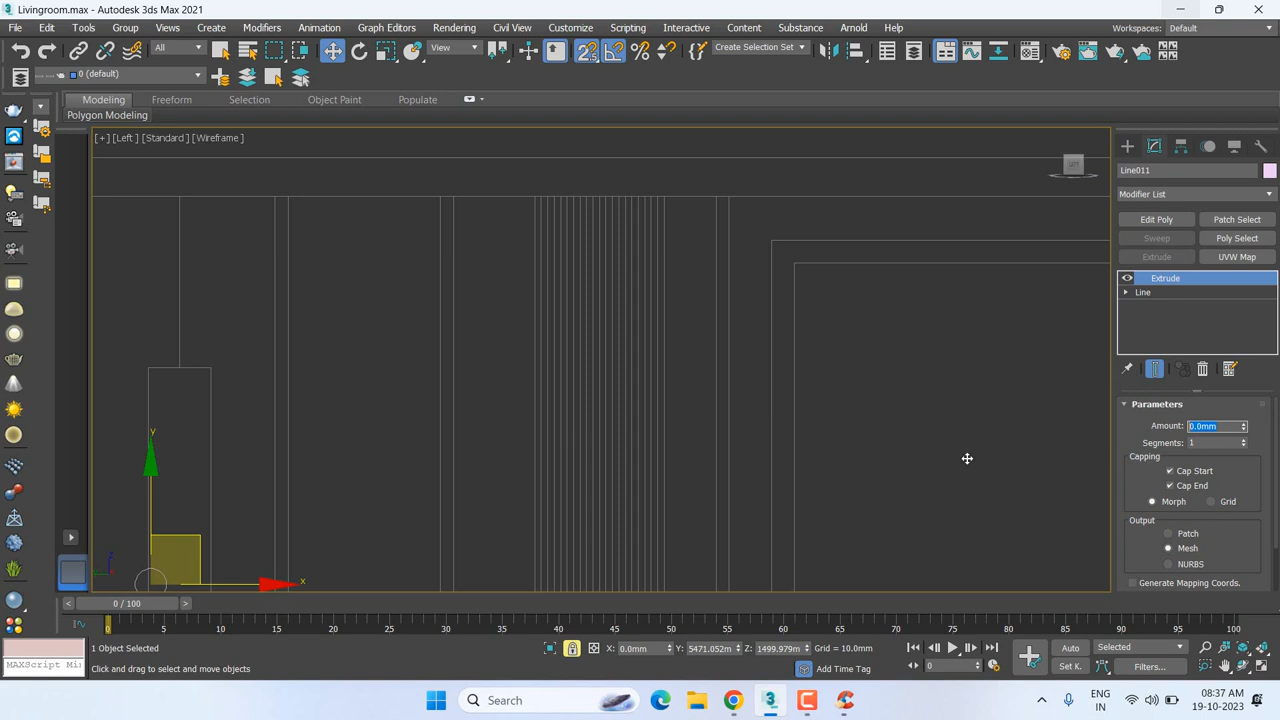 Livingroom.max - Autodesk 3ds Max 2021
File Edit Tools Group Views Create Modifiers Animation Graph Editors Rendering Civil View Customize Scripting Interactive Content Substance Arnold Help Workspaces: Default
All View Create Selection Set
0 (default)
Modeling Freeform Selection Object Paint Populate
Polygon Modeling
[+] [Left ] [Standard ] [Wireframe ]
Line011
Modifier List
Edit Poly Patch Select
Sweep Poly Select
Extrude UVW Map
Extrude
Line
Parameters
Amount: 0.0mm
Segments: 1
Capping
Cap Start
Cap End
Morph Grid
Output
Patch
Mesh
NURBS
Generate Mapping Coords.
y
x
z
< 0 / 100 >
0 5 10 15 20 25 30 35 40 45 50 55 60 65 70 75 80 85 90 95 100
1 Object Selected X: 0.0mm Y: 5471.052m Z: 1499.979m Grid = 10.0mm Auto Selected
MAXScript Mi Click and drag to select and move objects Add Time Tag 0 Set K. Filters...
Search ENG IN 08:37 AM 19-10-2023